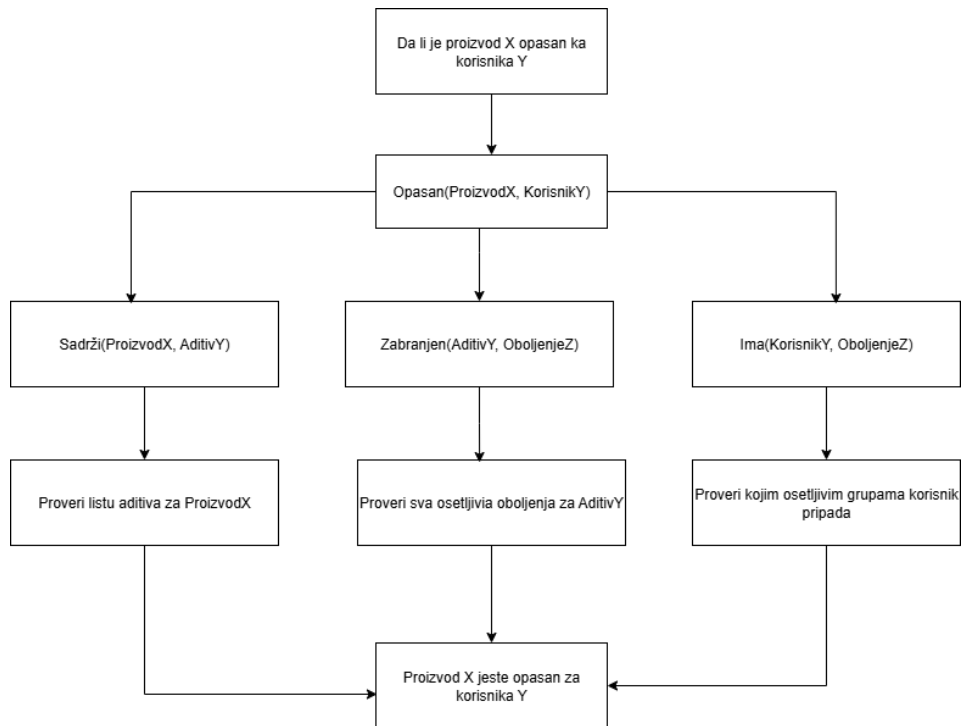 Da li je proizvod X opasan ka
korisnika Y
Opasan(ProizvodX, KorisnikY)
Sadrži(ProizvodX, AditivY)
Zabranjen(AditivY, OboljenjeZ)
Ima(KorisnikY, OboljenjeZ)
Proveri listu aditiva za ProizvodX
Proveri sva osetljivia oboljenja za AditivY
Proveri kojim osetljivim grupama korisnik
pripada
Proizvod X jeste opasan za
korisnika Y